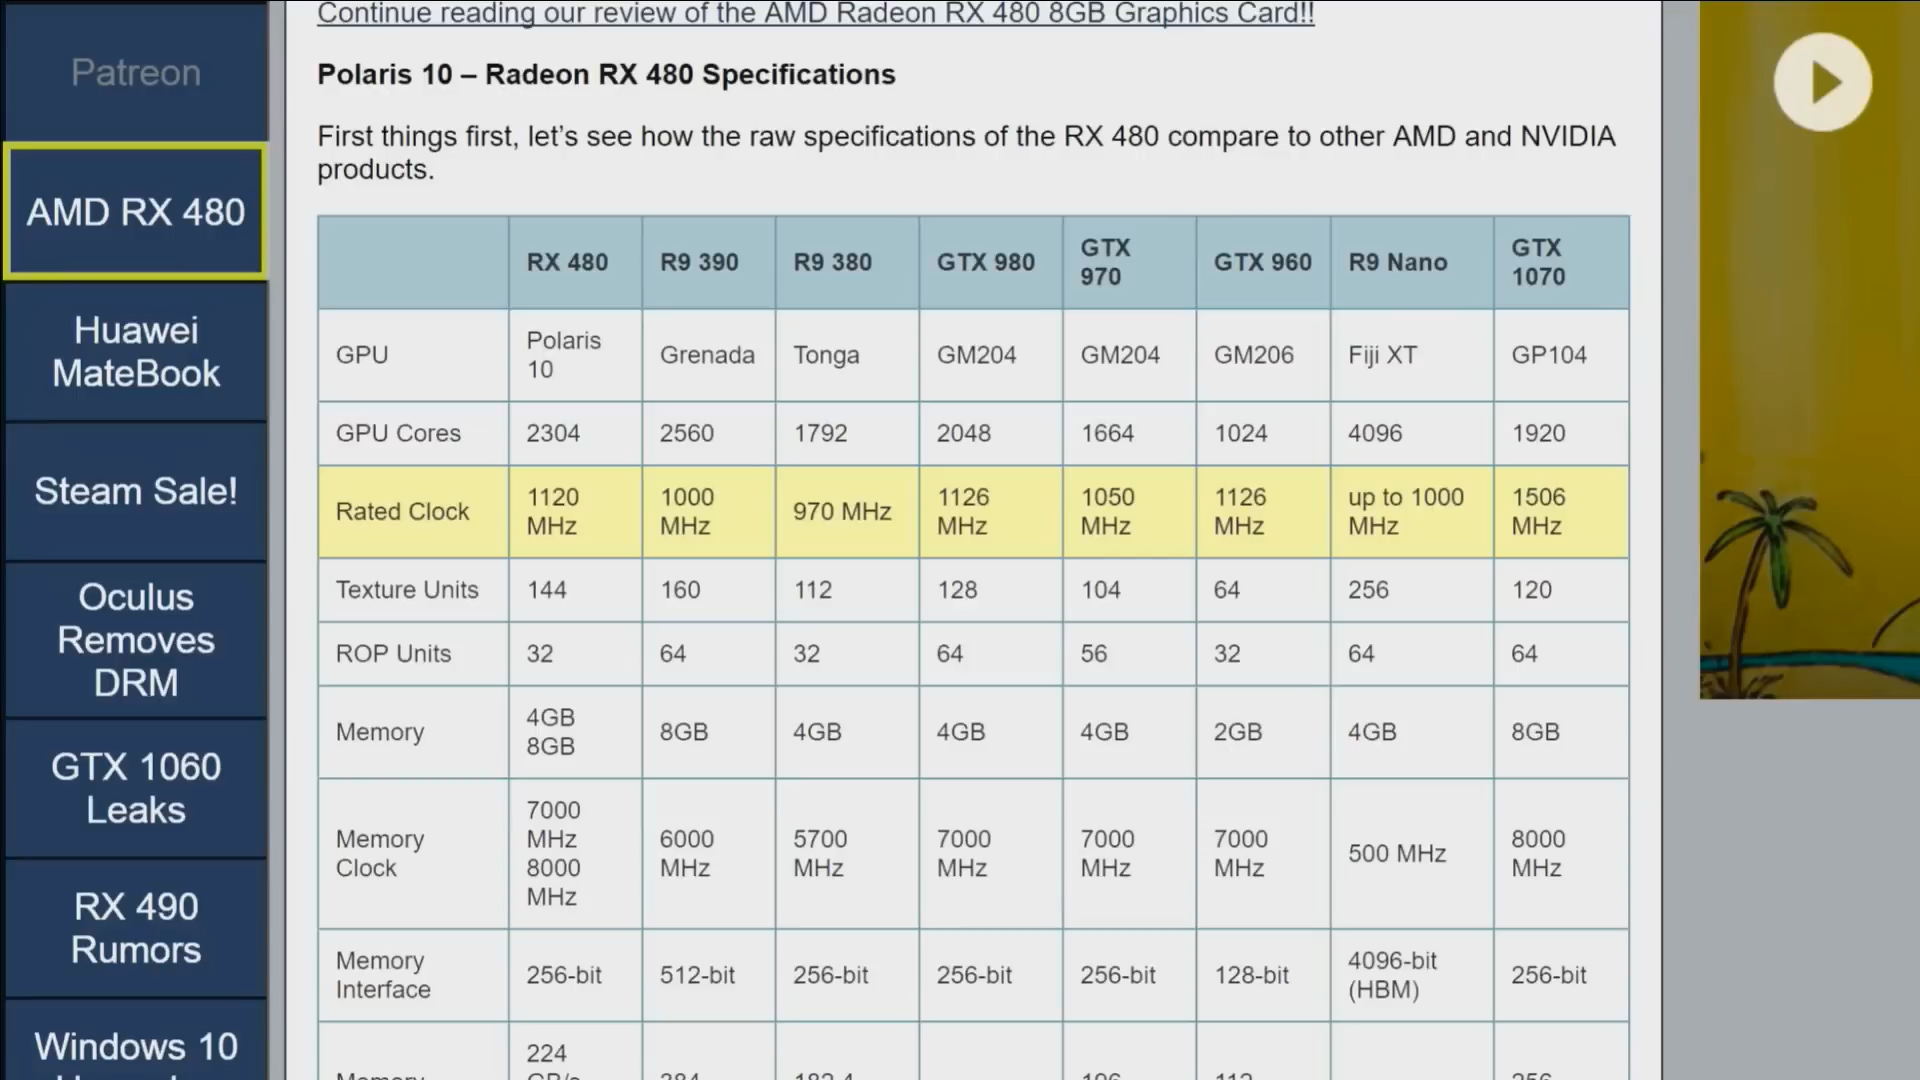 Patreon
AMD RX 480
Huawei
MateBook
Steam Sale!
Oculus
Removes
DRM
GTX 1060
Leaks
RX 490
Rumors
Windows 10
Continue reading our review of the AMD Radeon RX 480 8GB Graphics Card!!
Polaris 10 – Radeon RX 480 Specifications
First things first, let’s see how the raw specifications of the RX 480 compare to other AMD and NVIDIA
products.
RX 480 R9 390 R9 380 GTX 980 GTX 970 GTX 960 R9 Nano GTX 1070
GPU Polaris 10 Grenada Tonga GM204 GM204 GM206 Fiji XT GP104
GPU Cores 2304 2560 1792 2048 1664 1024 4096 1920
Rated Clock 1120 MHz 1000 MHz 970 MHz 1126 MHz 1050 MHz 1126 MHz up to 1000 MHz 1506 MHz
Texture Units 144 160 112 128 104 64 256 120
ROP Units 32 64 32 64 56 32 64 64
Memory 4GB 8GB 8GB 4GB 4GB 4GB 2GB 4GB 8GB
Memory Clock 7000 MHz 8000 MHz 6000 MHz 5700 MHz 7000 MHz 7000 MHz 7000 MHz 500 MHz 8000 MHz
Memory Interface 256-bit 512-bit 256-bit 256-bit 256-bit 128-bit 4096-bit (HBM) 256-bit
Memory 224